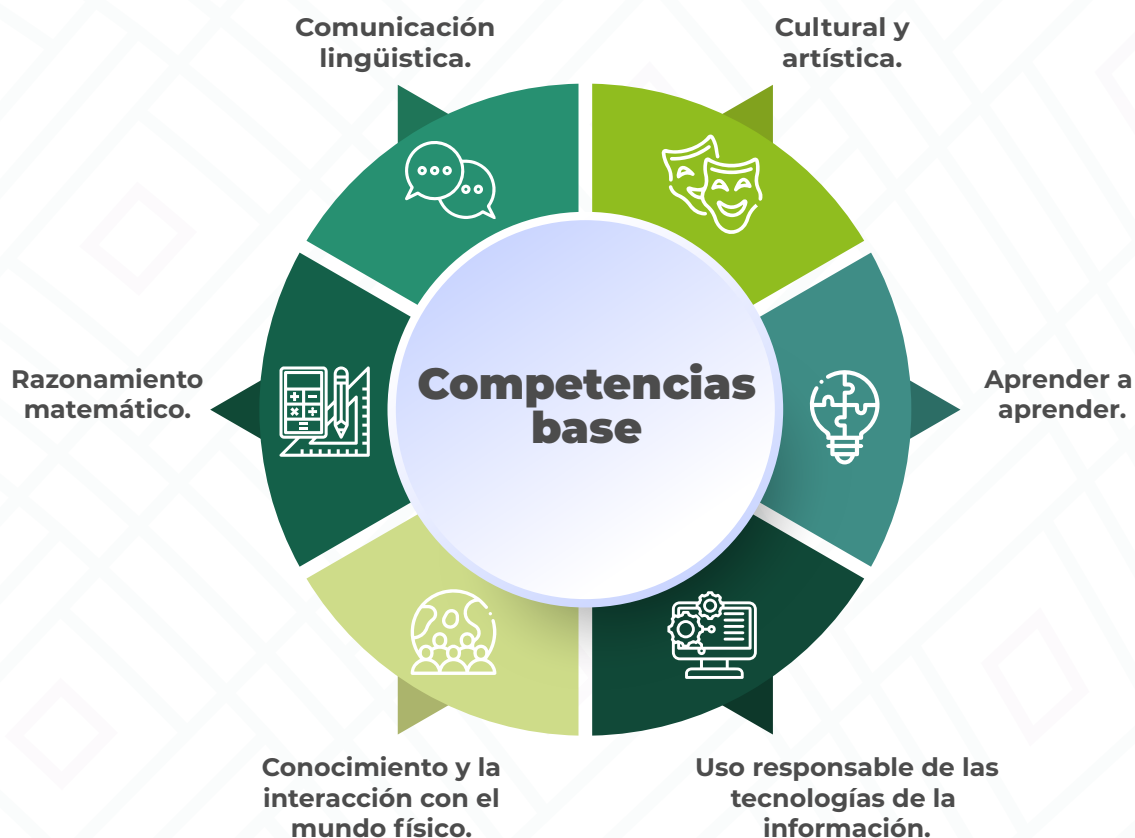 Comunicación
lingüistica.
Cultural y
artística.
Razonamiento
matemático.
Competencias
base
Aprender a
aprender.
Conocimiento y la
interacción con el
mundo físico.
Uso responsable de las
tecnologías de la
información.